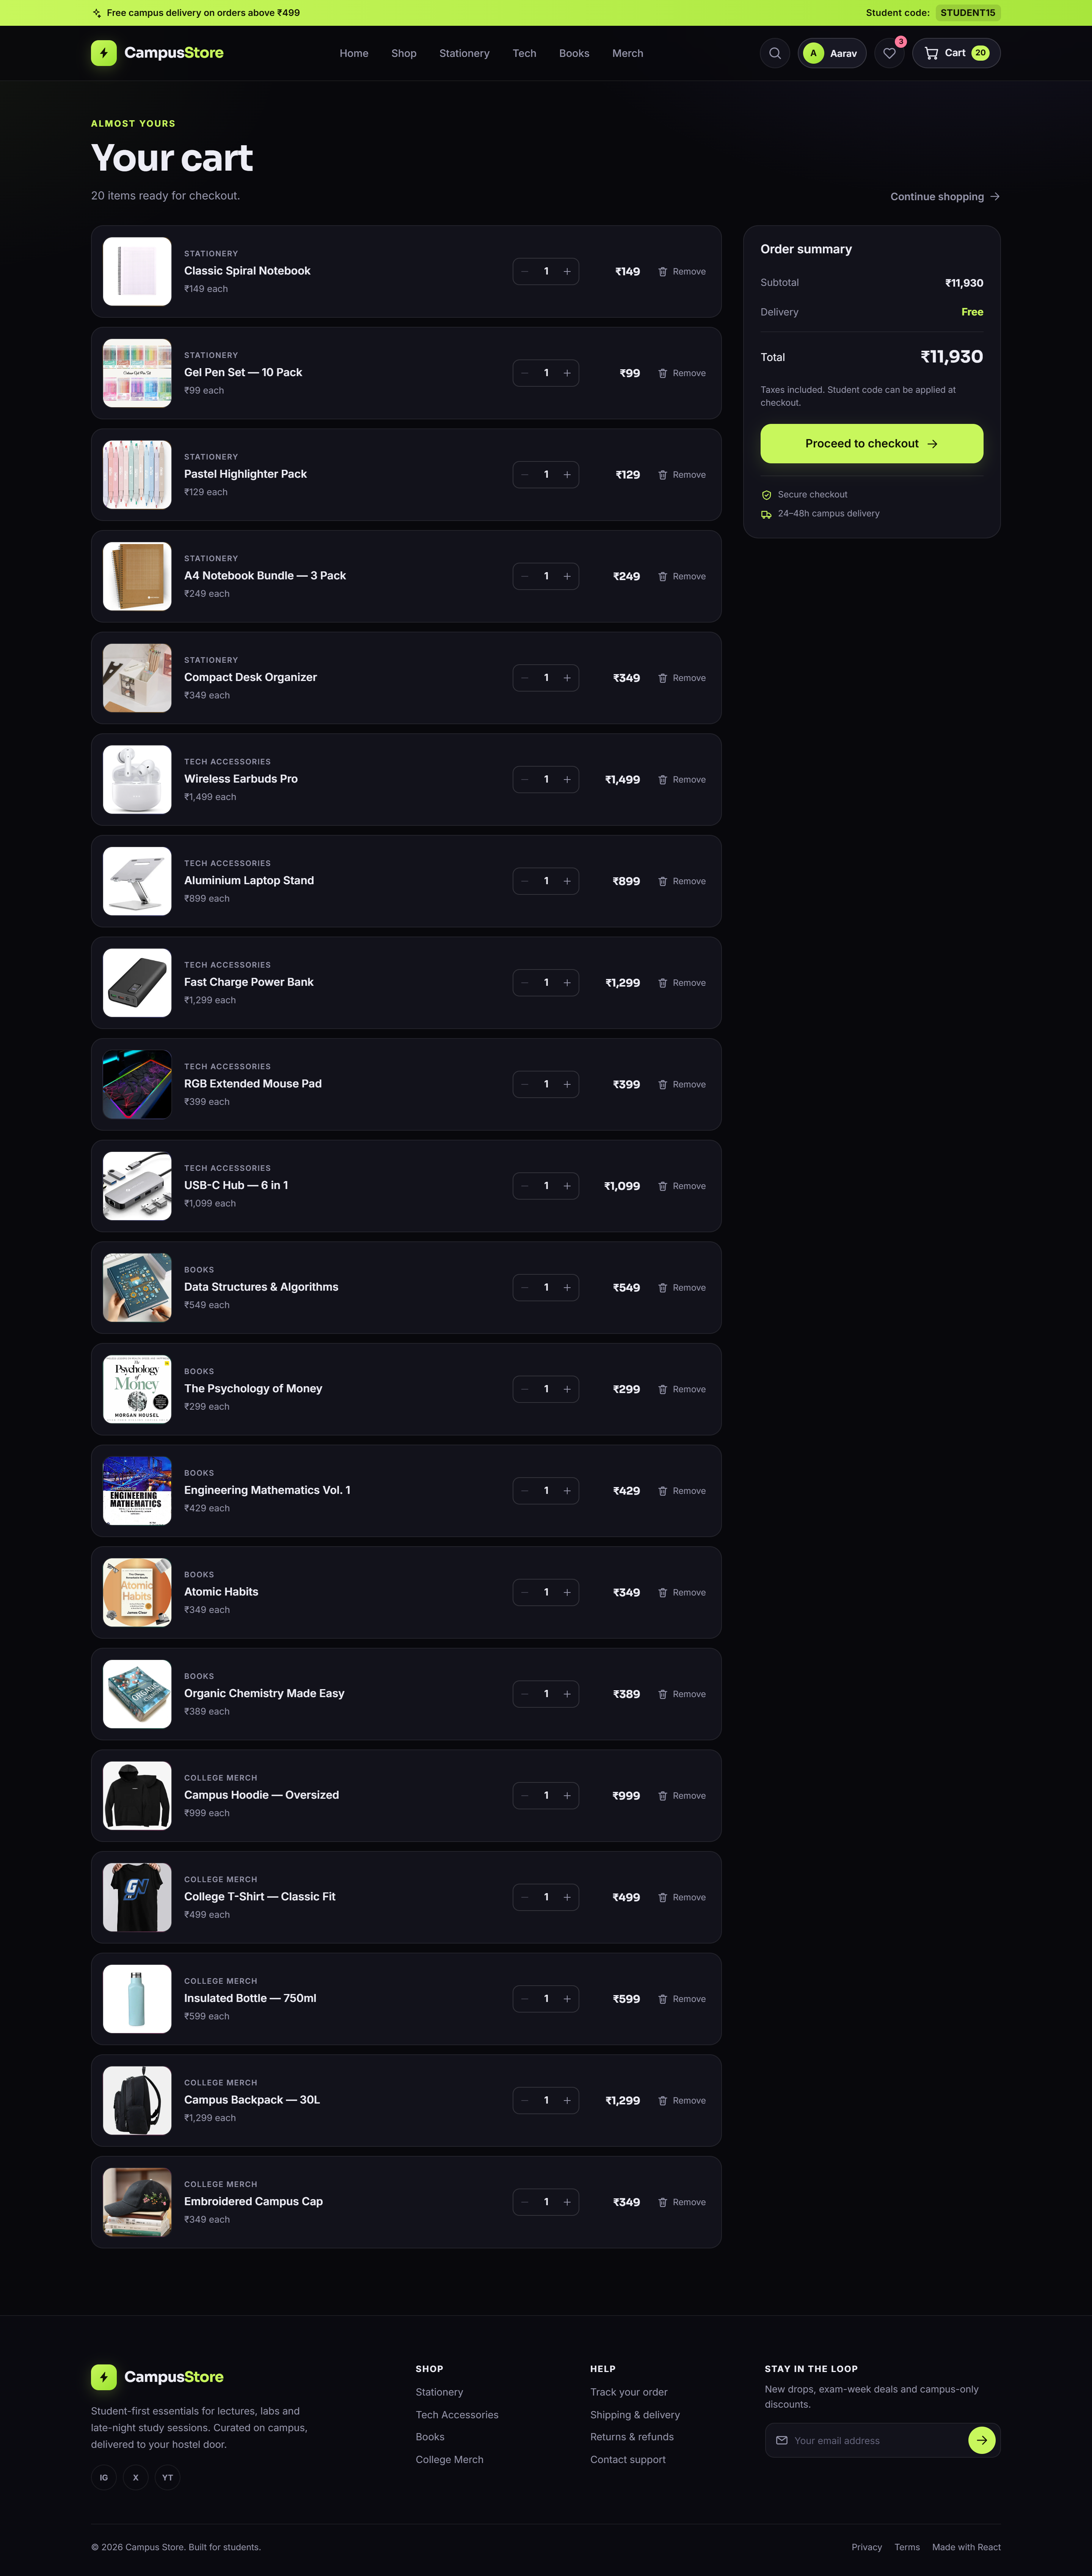 Free campus delivery on orders above ₹499
Student code: STUDENT15
CampusStore
Home Shop Stationery Tech Books Merch
A Aarav 3 Cart 20
ALMOST YOURS
Your cart
20 items ready for checkout.
Continue shopping →
STATIONERY
Classic Spiral Notebook
₹149 each
− 1 + ₹149 Remove
STATIONERY
Gel Pen Set — 10 Pack
₹99 each
− 1 + ₹99 Remove
STATIONERY
Pastel Highlighter Pack
₹129 each
− 1 + ₹129 Remove
STATIONERY
A4 Notebook Bundle — 3 Pack
₹249 each
− 1 + ₹249 Remove
STATIONERY
Compact Desk Organizer
₹349 each
− 1 + ₹349 Remove
TECH ACCESSORIES
Wireless Earbuds Pro
₹1,499 each
− 1 + ₹1,499 Remove
TECH ACCESSORIES
Aluminium Laptop Stand
₹899 each
− 1 + ₹899 Remove
TECH ACCESSORIES
Fast Charge Power Bank
₹1,299 each
− 1 + ₹1,299 Remove
TECH ACCESSORIES
RGB Extended Mouse Pad
₹399 each
− 1 + ₹399 Remove
TECH ACCESSORIES
USB-C Hub — 6 in 1
₹1,099 each
− 1 + ₹1,099 Remove
BOOKS
Data Structures & Algorithms
₹549 each
− 1 + ₹549 Remove
The
Psychology
of
Money
MORGAN HOUSEL
BOOKS
The Psychology of Money
₹299 each
− 1 + ₹299 Remove
ENGINEERING
MATHEMATICS
BOOKS
Engineering Mathematics Vol. 1
₹429 each
− 1 + ₹429 Remove
Atomic
Habits
James Clear
BOOKS
Atomic Habits
₹349 each
− 1 + ₹349 Remove
BOOKS
Organic Chemistry Made Easy
₹389 each
− 1 + ₹389 Remove
COLLEGE MERCH
Campus Hoodie — Oversized
₹999 each
− 1 + ₹999 Remove
COLLEGE MERCH
College T-Shirt — Classic Fit
₹499 each
− 1 + ₹499 Remove
COLLEGE MERCH
Insulated Bottle — 750ml
₹599 each
− 1 + ₹599 Remove
COLLEGE MERCH
Campus Backpack — 30L
₹1,299 each
− 1 + ₹1,299 Remove
COLLEGE MERCH
Embroidered Campus Cap
₹349 each
− 1 + ₹349 Remove
Order summary
Subtotal ₹11,930
Delivery Free
Total ₹11,930
Taxes included. Student code can be applied at
checkout.
Proceed to checkout →
Secure checkout
24–48h campus delivery
CampusStore
Student-first essentials for lectures, labs and
late-night study sessions. Curated on campus,
delivered to your hostel door.
IG X YT
SHOP
Stationery
Tech Accessories
Books
College Merch
HELP
Track your order
Shipping & delivery
Returns & refunds
Contact support
STAY IN THE LOOP
New drops, exam-week deals and campus-only
discounts.
Your email address
© 2026 Campus Store. Built for students.
Privacy Terms Made with React